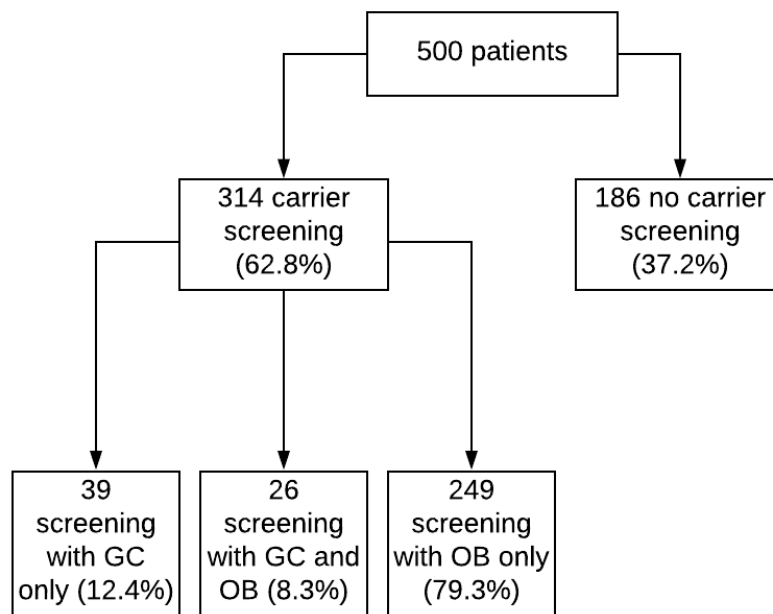 500 patients
314 carrier
screening
(62.8%)
186 no carrier
screening
(37.2%)
39
screening
with GC
only (12.4%)
26
screening
with GC and
OB (8.3%)
249
screening
with OB only
(79.3%)